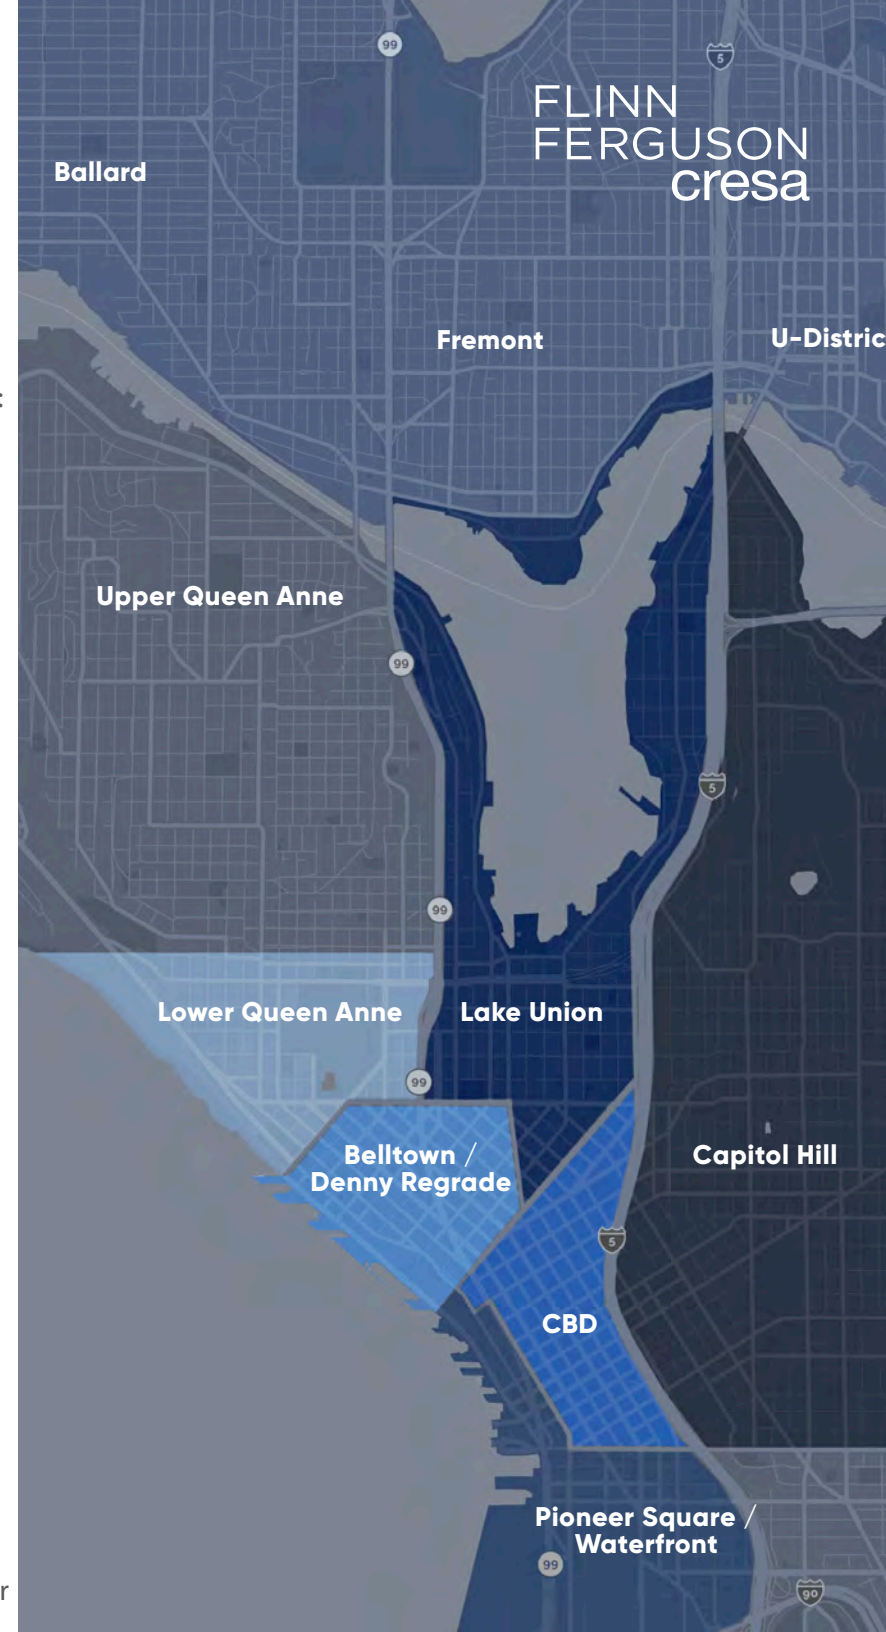 99
5
FLINN
FERGUSON
cresa
Ballard
Fremont
U-Distric
:
Upper Queen Anne
99
5
99
Lower Queen Anne
Lake Union
99
Belltown /
Denny Regrade
Capitol Hill
5
CBD
Pioneer Square /
Waterfront
99
90
r